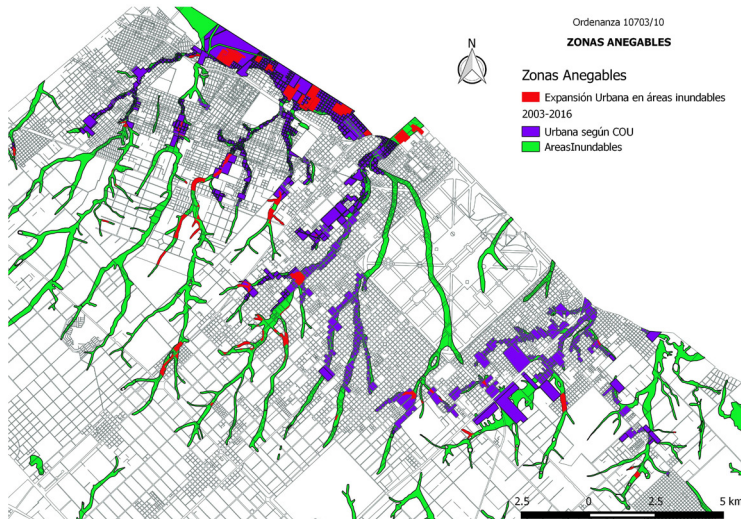 Ordenanza 10703/10
ZONAS ANEGABLES
N
Zonas Anegables
Expansión Urbana en áreas inundables
2003-2016
Urbana según COU
AreasInundables
2.5 0 2.5 5 km